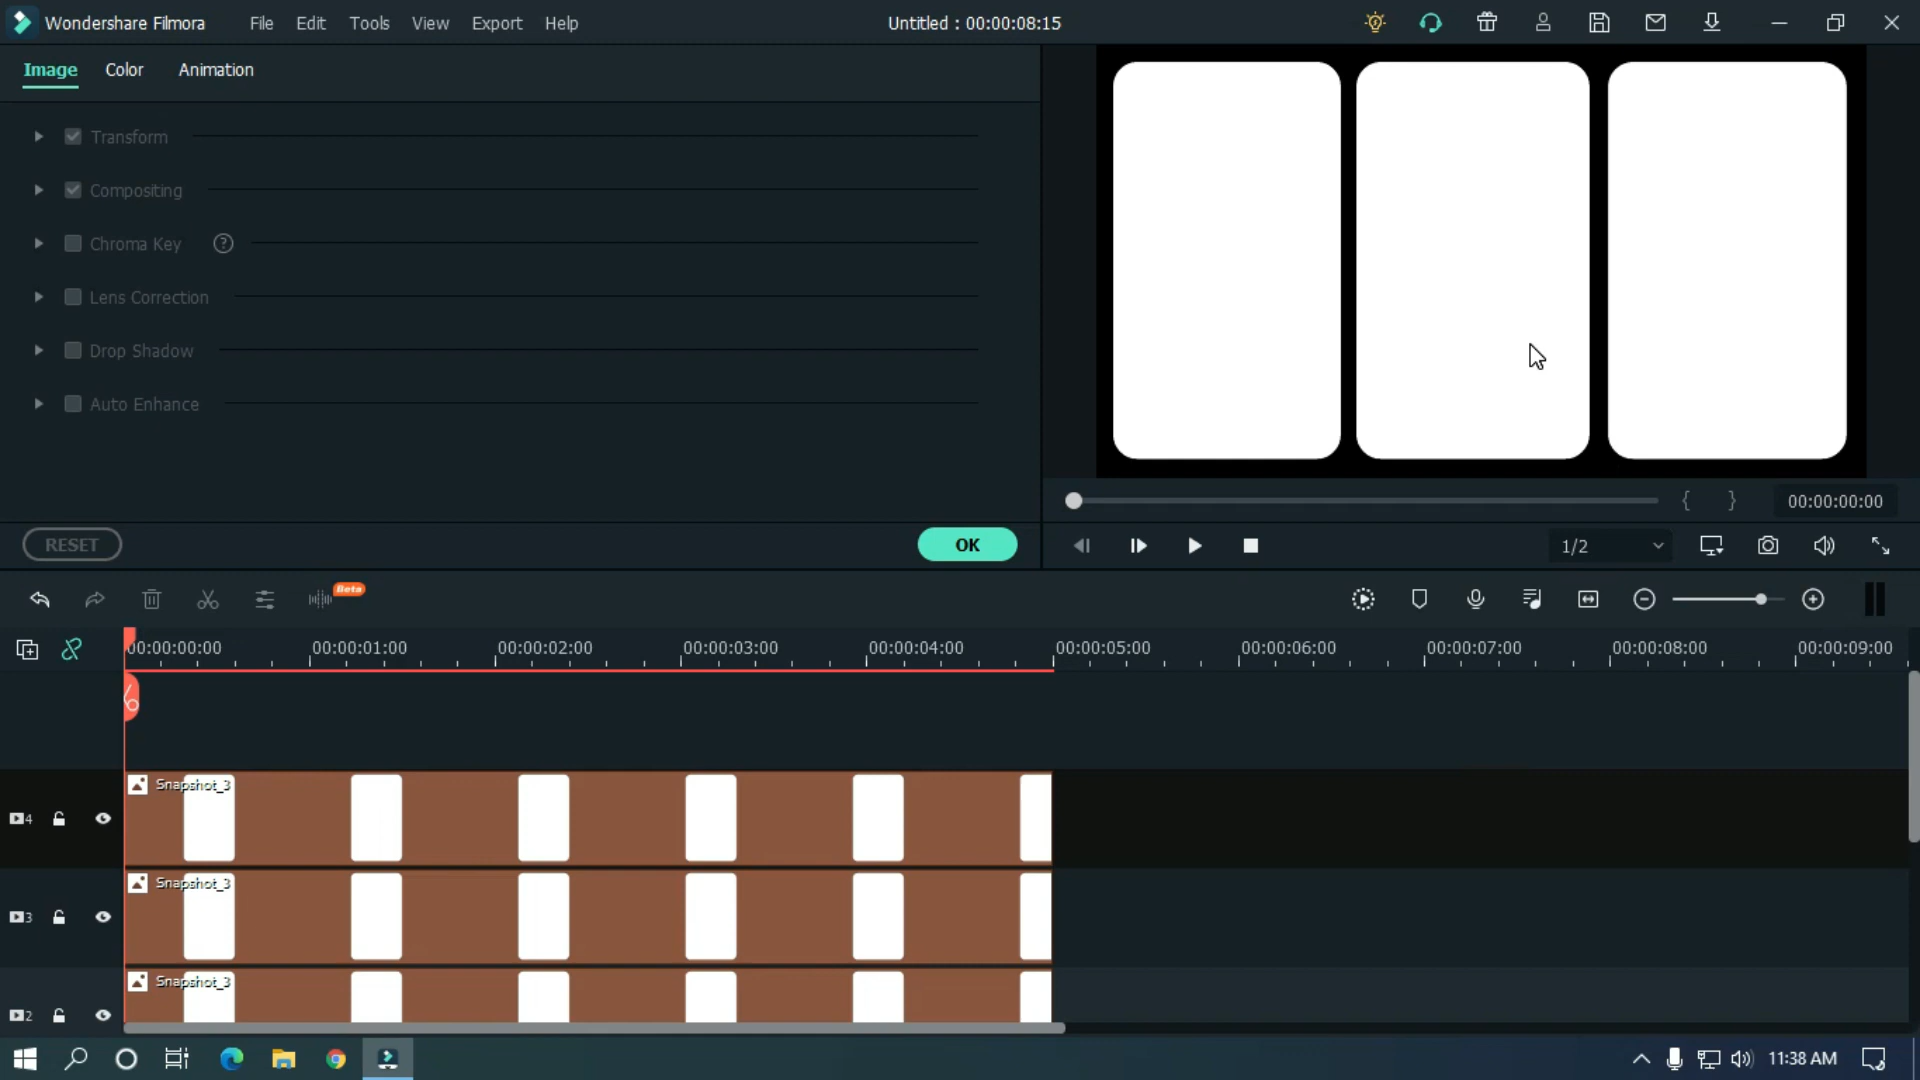 Wondershare Filmora File Edit Tools View Export Help Untitled : 00:00:08:15
Image Color Animation
Transform
Compositing
Chroma Key ?
Lens Correction
Drop Shadow
Auto Enhance
{ } 00:00:00:00
RESET OK 1/2
Beta
00:00:00:00 00:00:01:00 00:00:02:00 00:00:03:00 00:00:04:00 00:00:05:00 00:00:06:00 00:00:07:00 00:00:08:00 00:00:09:00
Snapshot_3
4
Snapshot_3
3
Snapshot_3
2
11:38 AM